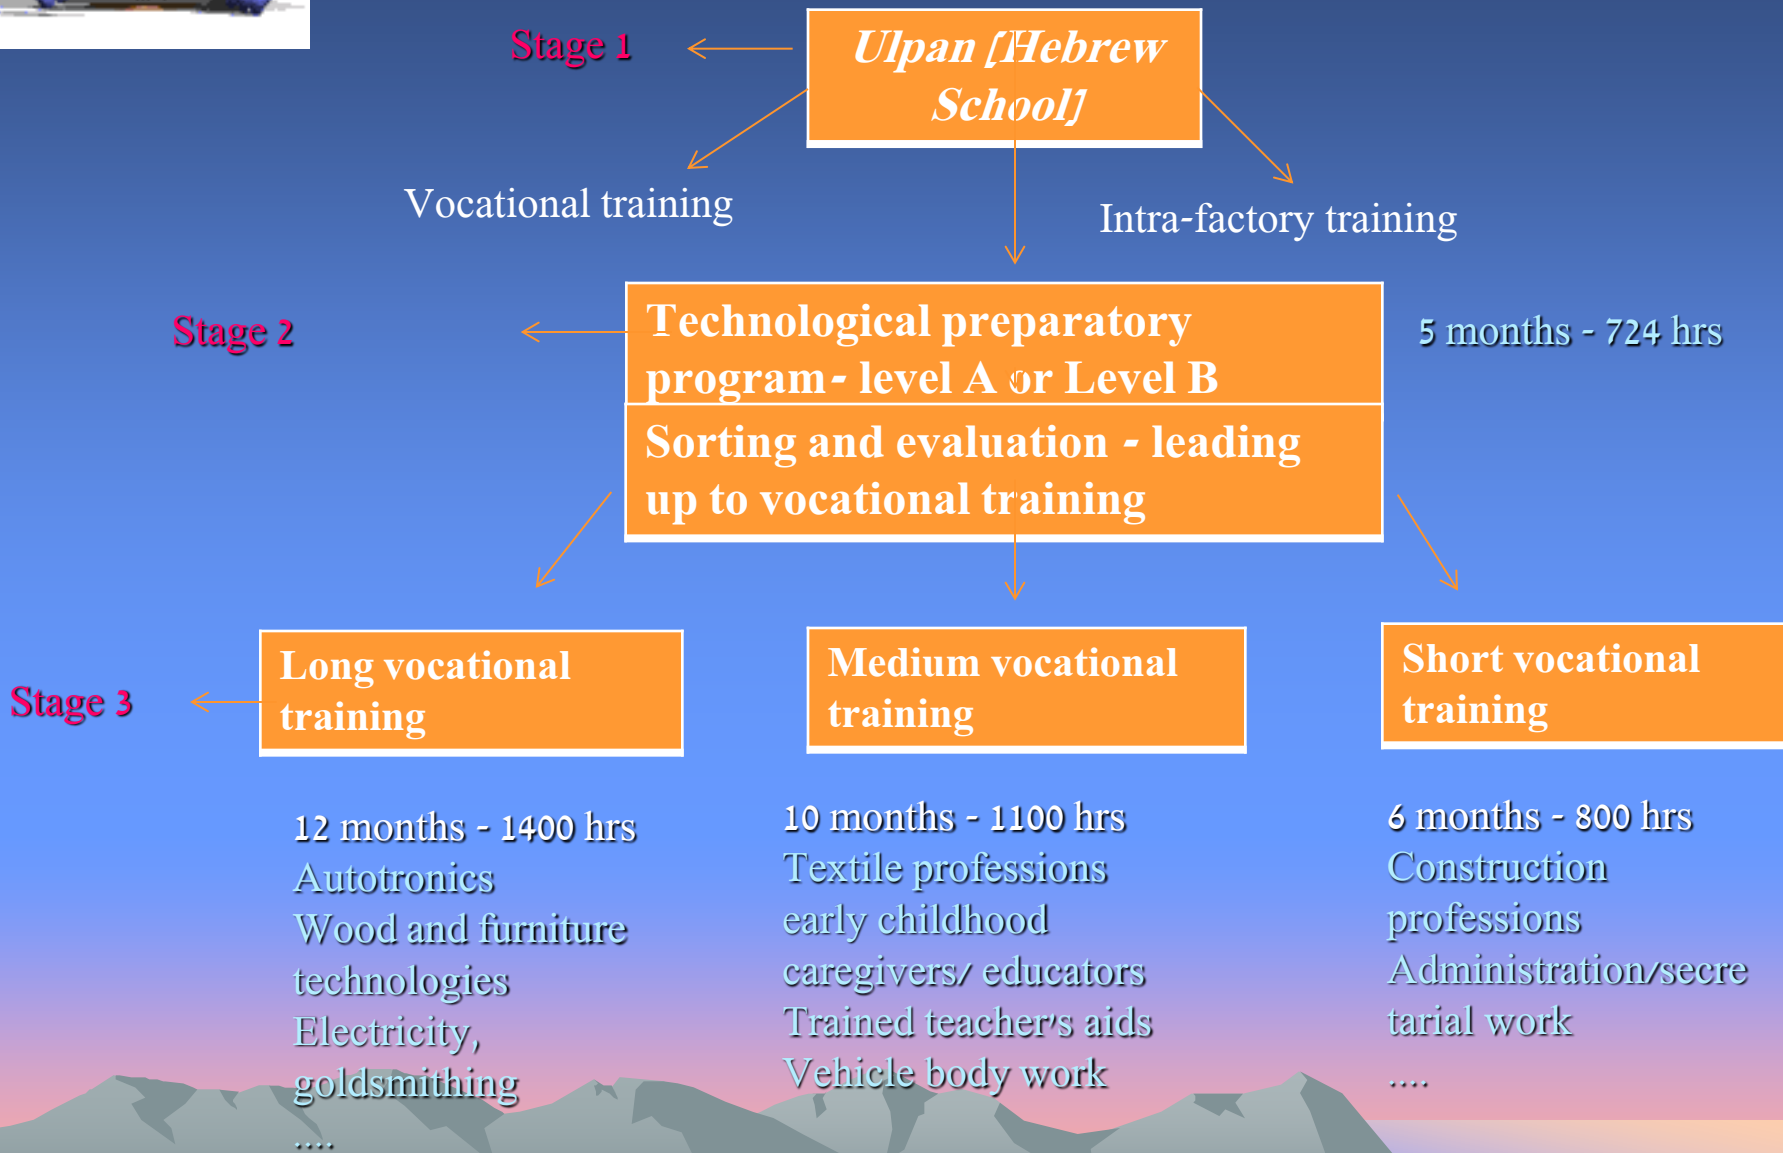 Stage 1
Ulpan [Hebrew
School]
Vocational training
Intra-factory training
Stage 2
Technological preparatory
program- level A or Level B
5 months - 724 hrs
Sorting and evaluation - leading
up to vocational training
Stage 3
Long vocational
training
Medium vocational
training
Short vocational
training
12 months - 1400 hrs
Autotronics
Wood and furniture
technologies
Electricity,
goldsmithing
....
10 months - 1100 hrs
Textile professions
early childhood
caregivers/ educators
Trained teacher's aids
Vehicle body work
6 months - 800 hrs
Construction
professions
Administration/secre
tarial work
....